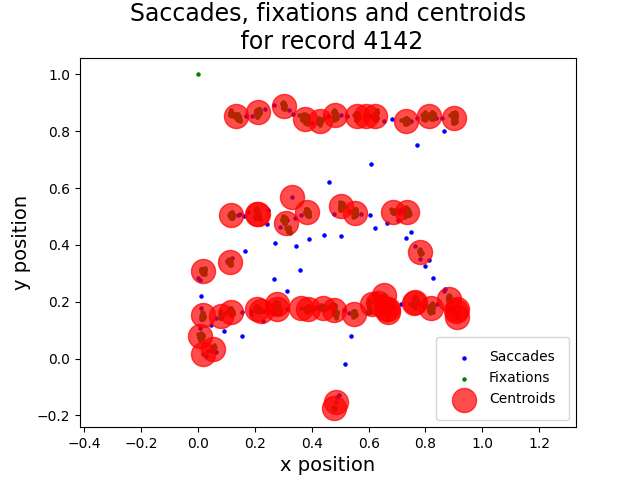 Saccades, fixations and centroids
for record 4142
1.0
0.8
0.6
0.4
0.2
0.0
−0.2
y position
−0.4
−0.2
0.0
0.2
0.4
0.6
0.8
1.0
1.2
x position
Saccades
Fixations
Centroids